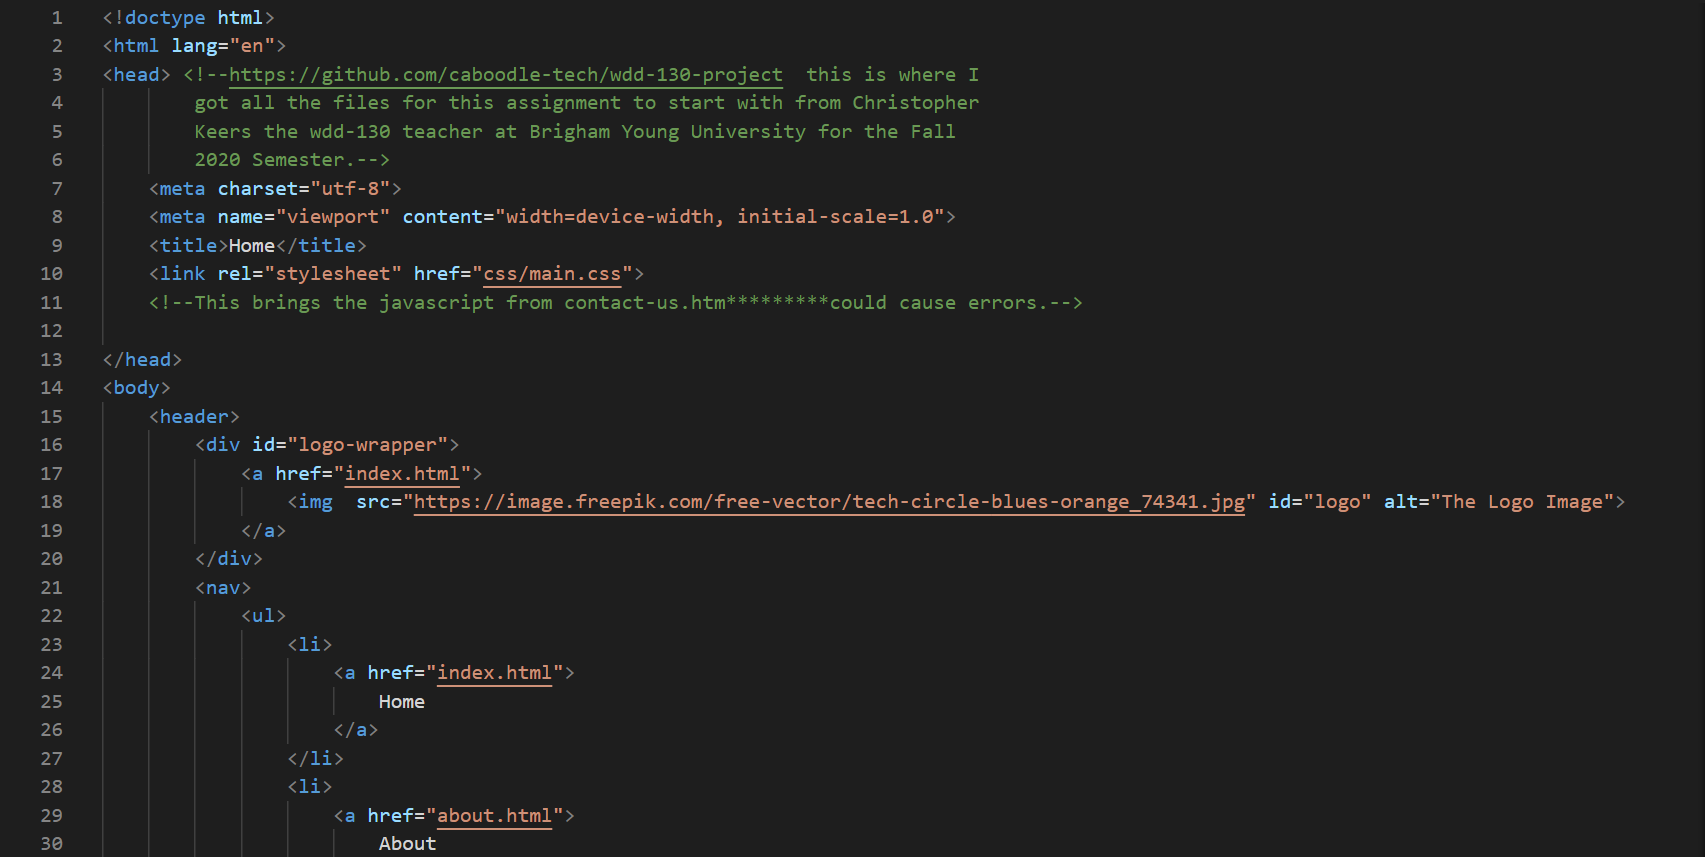 1 <!doctype html>
2 <html lang="en">
3 <head> <!--https://github.com/caboodle-tech/wdd-130-project  this is where I
4         got all the files for this assignment to start with from Christopher
5         Keers the wdd-130 teacher at Brigham Young University for the Fall
6         2020 Semester.-->
7     <meta charset="utf-8">
8     <meta name="viewport" content="width=device-width, initial-scale=1.0">
9     <title>Home</title>
10     <link rel="stylesheet" href="css/main.css">
11     <!--This brings the javascript from contact-us.htm*********could cause errors.-->
12
13 </head>
14 <body>
15     <header>
16         <div id="logo-wrapper">
17             <a href="index.html">
18                 <img  src="https://image.freepik.com/free-vector/tech-circle-blues-orange_74341.jpg" id="logo" alt="The Logo Image">
19             </a>
20         </div>
21         <nav>
22             <ul>
23                 <li>
24                     <a href="index.html">
25                         Home
26                     </a>
27                 </li>
28                 <li>
29                     <a href="about.html">
30                         About